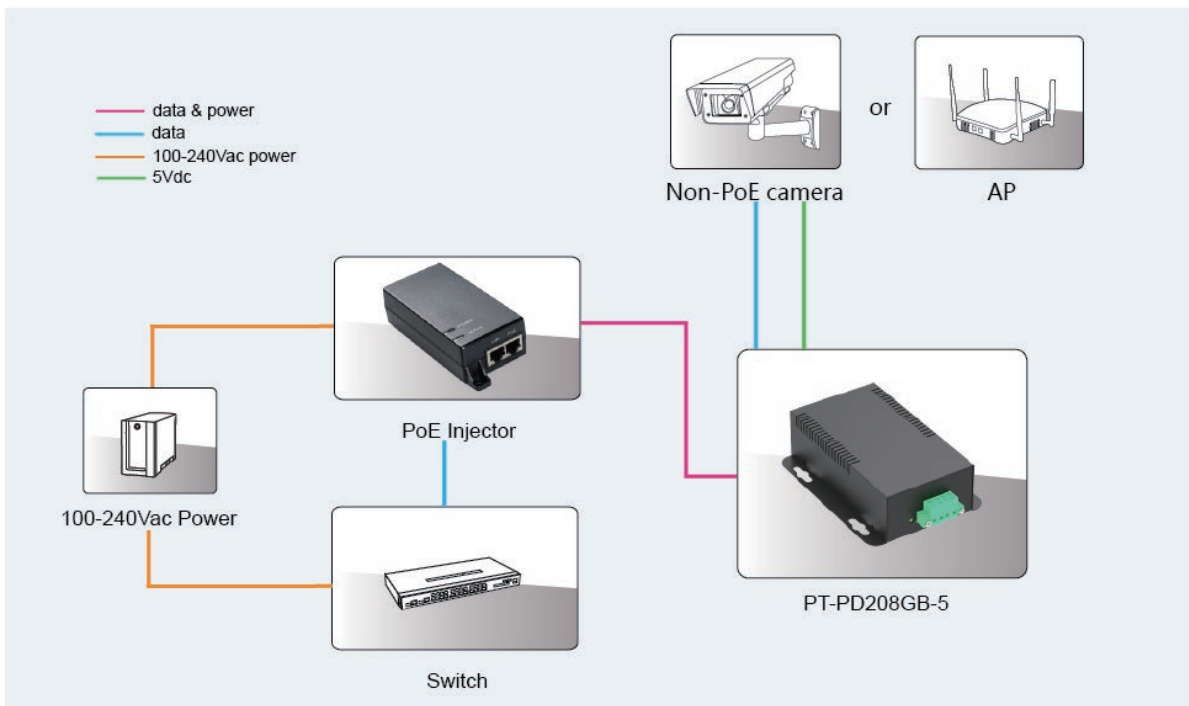 data & power
data
100-240Vac power
5Vdc
or
Non-PoE camera
AP
PoE Injector
100-240Vac Power
PT-PD208GB-5
Switch